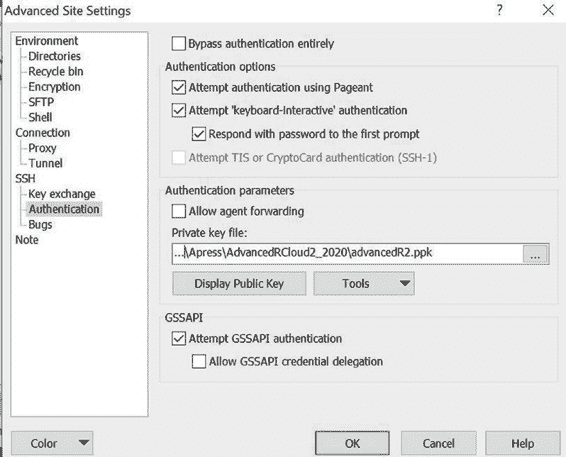 Advanced Site Settings
Environment
Directories
Recycle bin
Encryption
SFTP
Shell
Connection
Proxy
Tunnel
SSH
Key exchange
Authentication
Bugs
Note
Bypass authentication entirely
Authentication options
Attempt authentication using Pageant
Attempt 'keyboard-interactive' authentication
Respond with password to the first prompt
Attempt TIS or CryptoCard authentication (SSH-1)
Authentication parameters
Allow agent forwarding
Private key file:
...\Apress\AdvancedRCloud2_2020\advancedR2.ppk
...
Display Public Key
Tools
GSSAPI
Attempt GSSAPI authentication
Allow GSSAPI credential delegation
Color
OK
Cancel
Help